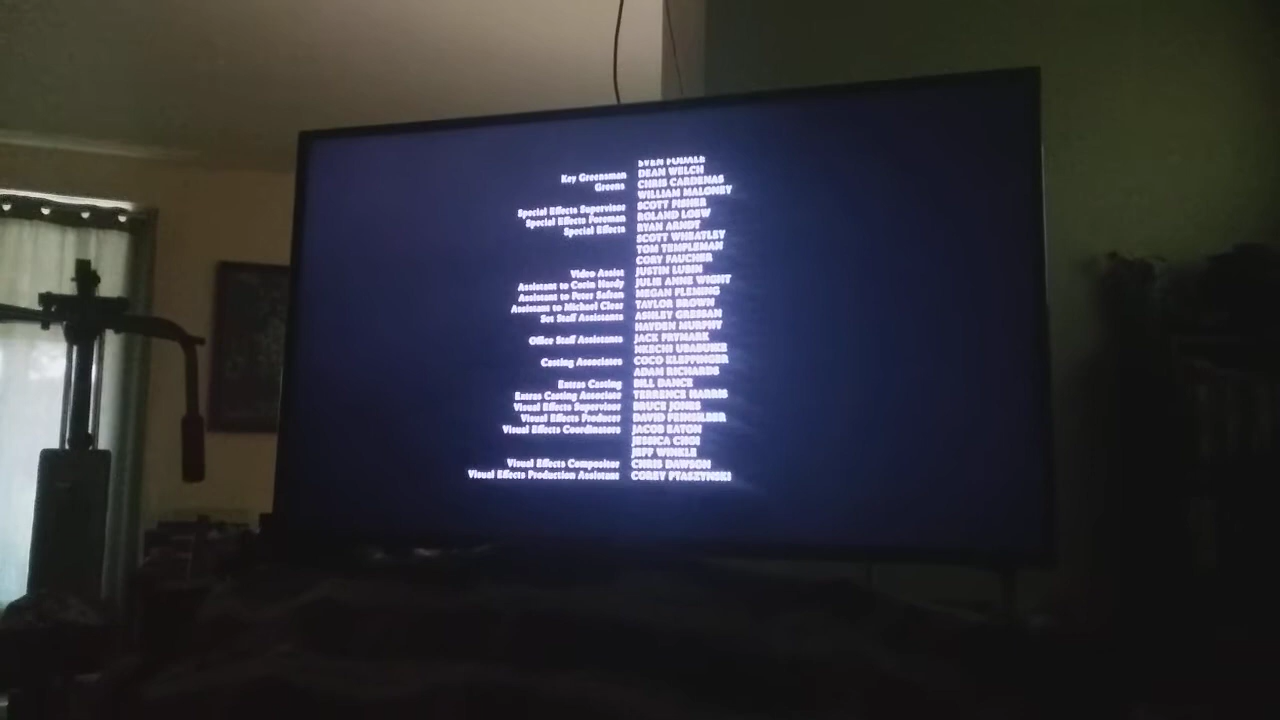 DEAN WELCH
Key Greensman CHRIS CARDENAS
Greens WILLIAM MALONEY
SCOTT FISHER
Special Effects Supervisor ROLAND LOEW
Special Effects Foreman RYAN ARNDT
Special Effects SCOTT WHEATLEY
TOM TEMPLEMAN
CORY FAUCHER
Video Assist JUSTIN LUBIN
Assistant to Corin Hardy JULIE ANNE WIGHT
Assistant to Peter Safran MEGAN FLEMING
Assistant to Michael Clear TAYLOR BROWN
Set Staff Assistants ASHLEY GRESSAN
HAYDEN MURPHY
Office Staff Assistants JACK PRYMARK
Casting Associates COCO KLEPPINGER
ADAM RICHARDS
Extras Casting BILL DANCE
Extras Casting Associate TERRENCE HARRIS
Visual Effects Supervisor BRUCE JONES
Visual Effects Producer DAVID FEINSILBER
Visual Effects Coordinators JACOB EATON
JESSICA CHOI
JEFF WINKLE
Visual Effects Compositor CHRIS DAWSON
Visual Effects Production Assistant COREY PTASZYNSKI